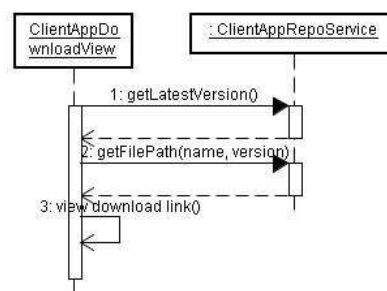 ClientAppDo
wnloadView
: ClientAppRepoService
1: getLatestVersion()
2: getFilePath(name, version)
3: view download link()